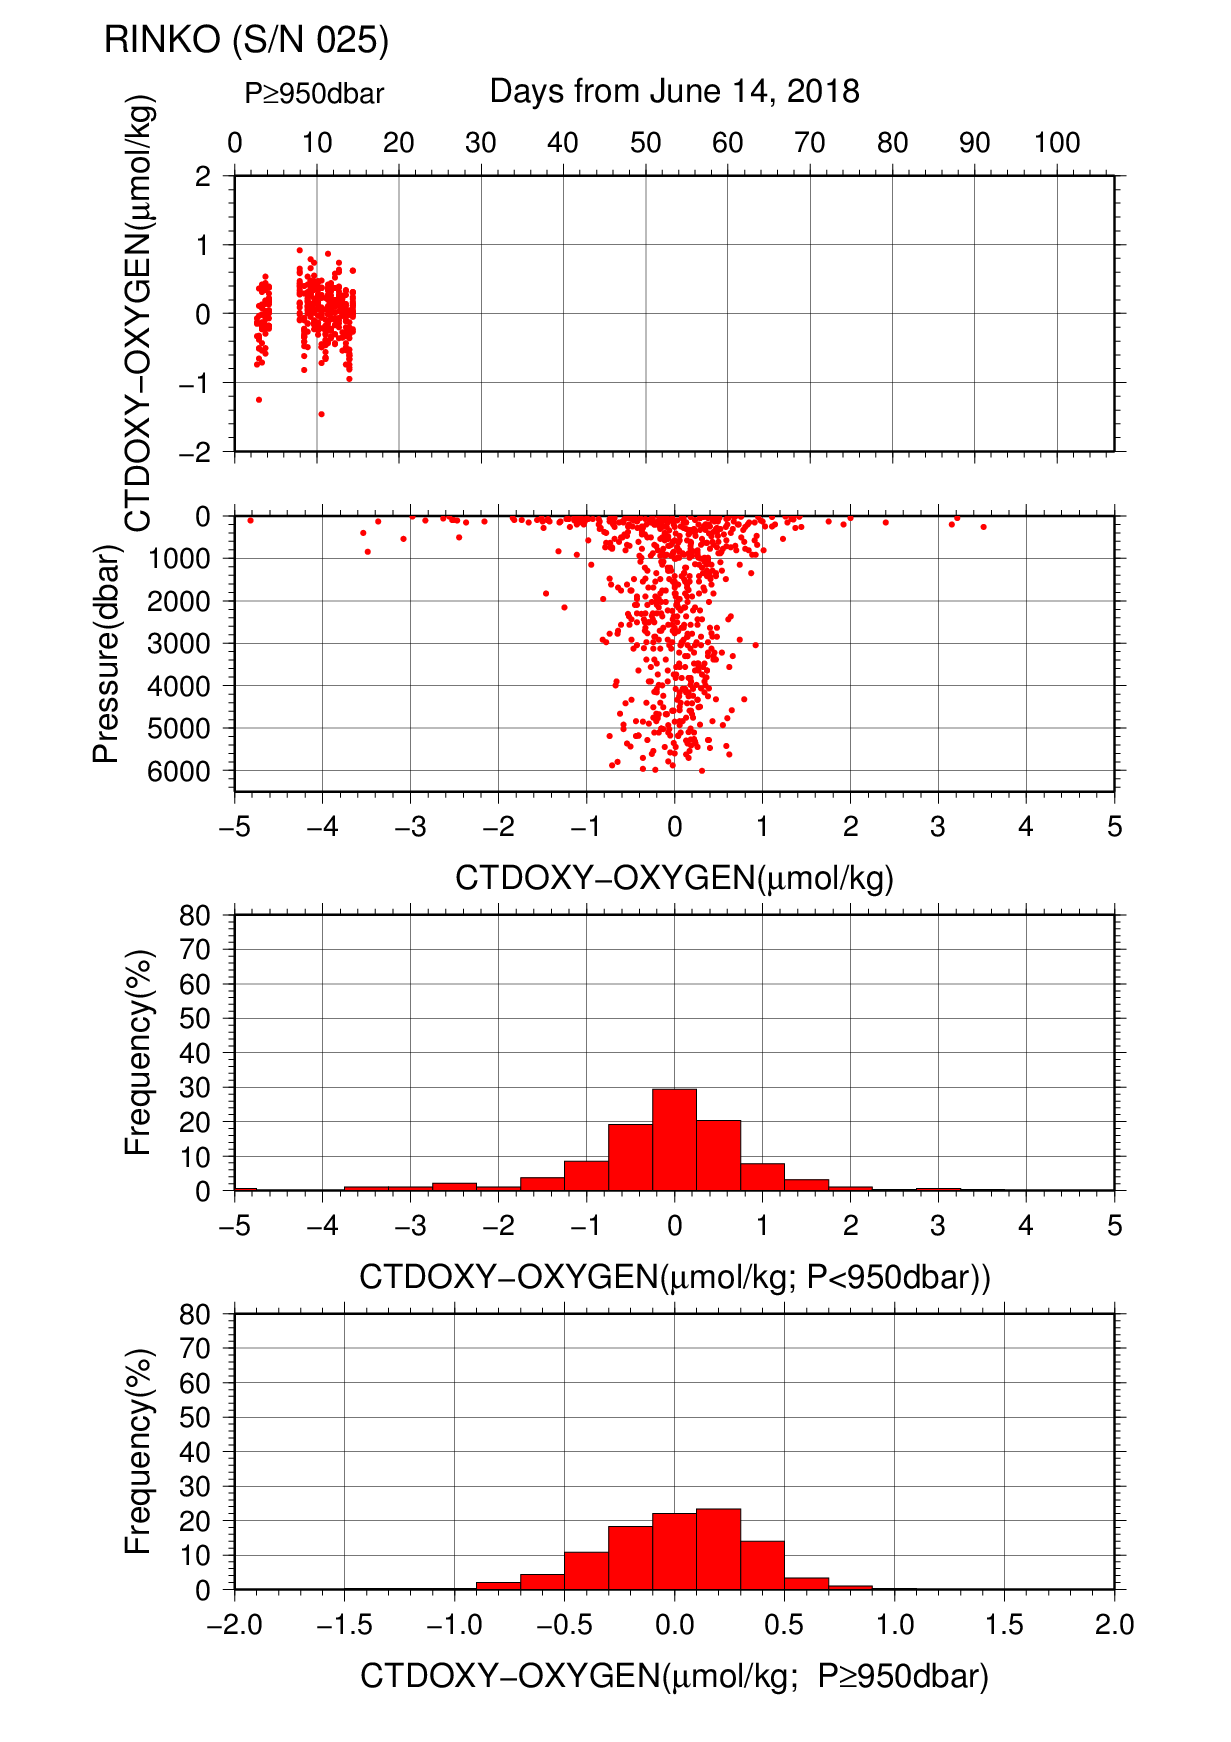 RINKO (S/N 025)
P≥950dbar
Days from June 14, 2018
0 10 20 30 40 50 60 70 80 90 100
CTDOXY−OXYGEN(μmol/kg)
2
1
0
−1
−2
Pressure(dbar)
0
1000
2000
3000
4000
5000
6000
−5 −4 −3 −2 −1 0 1 2 3 4 5
CTDOXY−OXYGEN(μmol/kg)
Frequency(%)
80
70
60
50
40
30
20
10
0
−5 −4 −3 −2 −1 0 1 2 3 4 5
CTDOXY−OXYGEN(μmol/kg; P<950dbar))
Frequency(%)
80
70
60
50
40
30
20
10
0
−2.0 −1.5 −1.0 −0.5 0.0 0.5 1.0 1.5 2.0
CTDOXY−OXYGEN(μmol/kg; P≥950dbar)